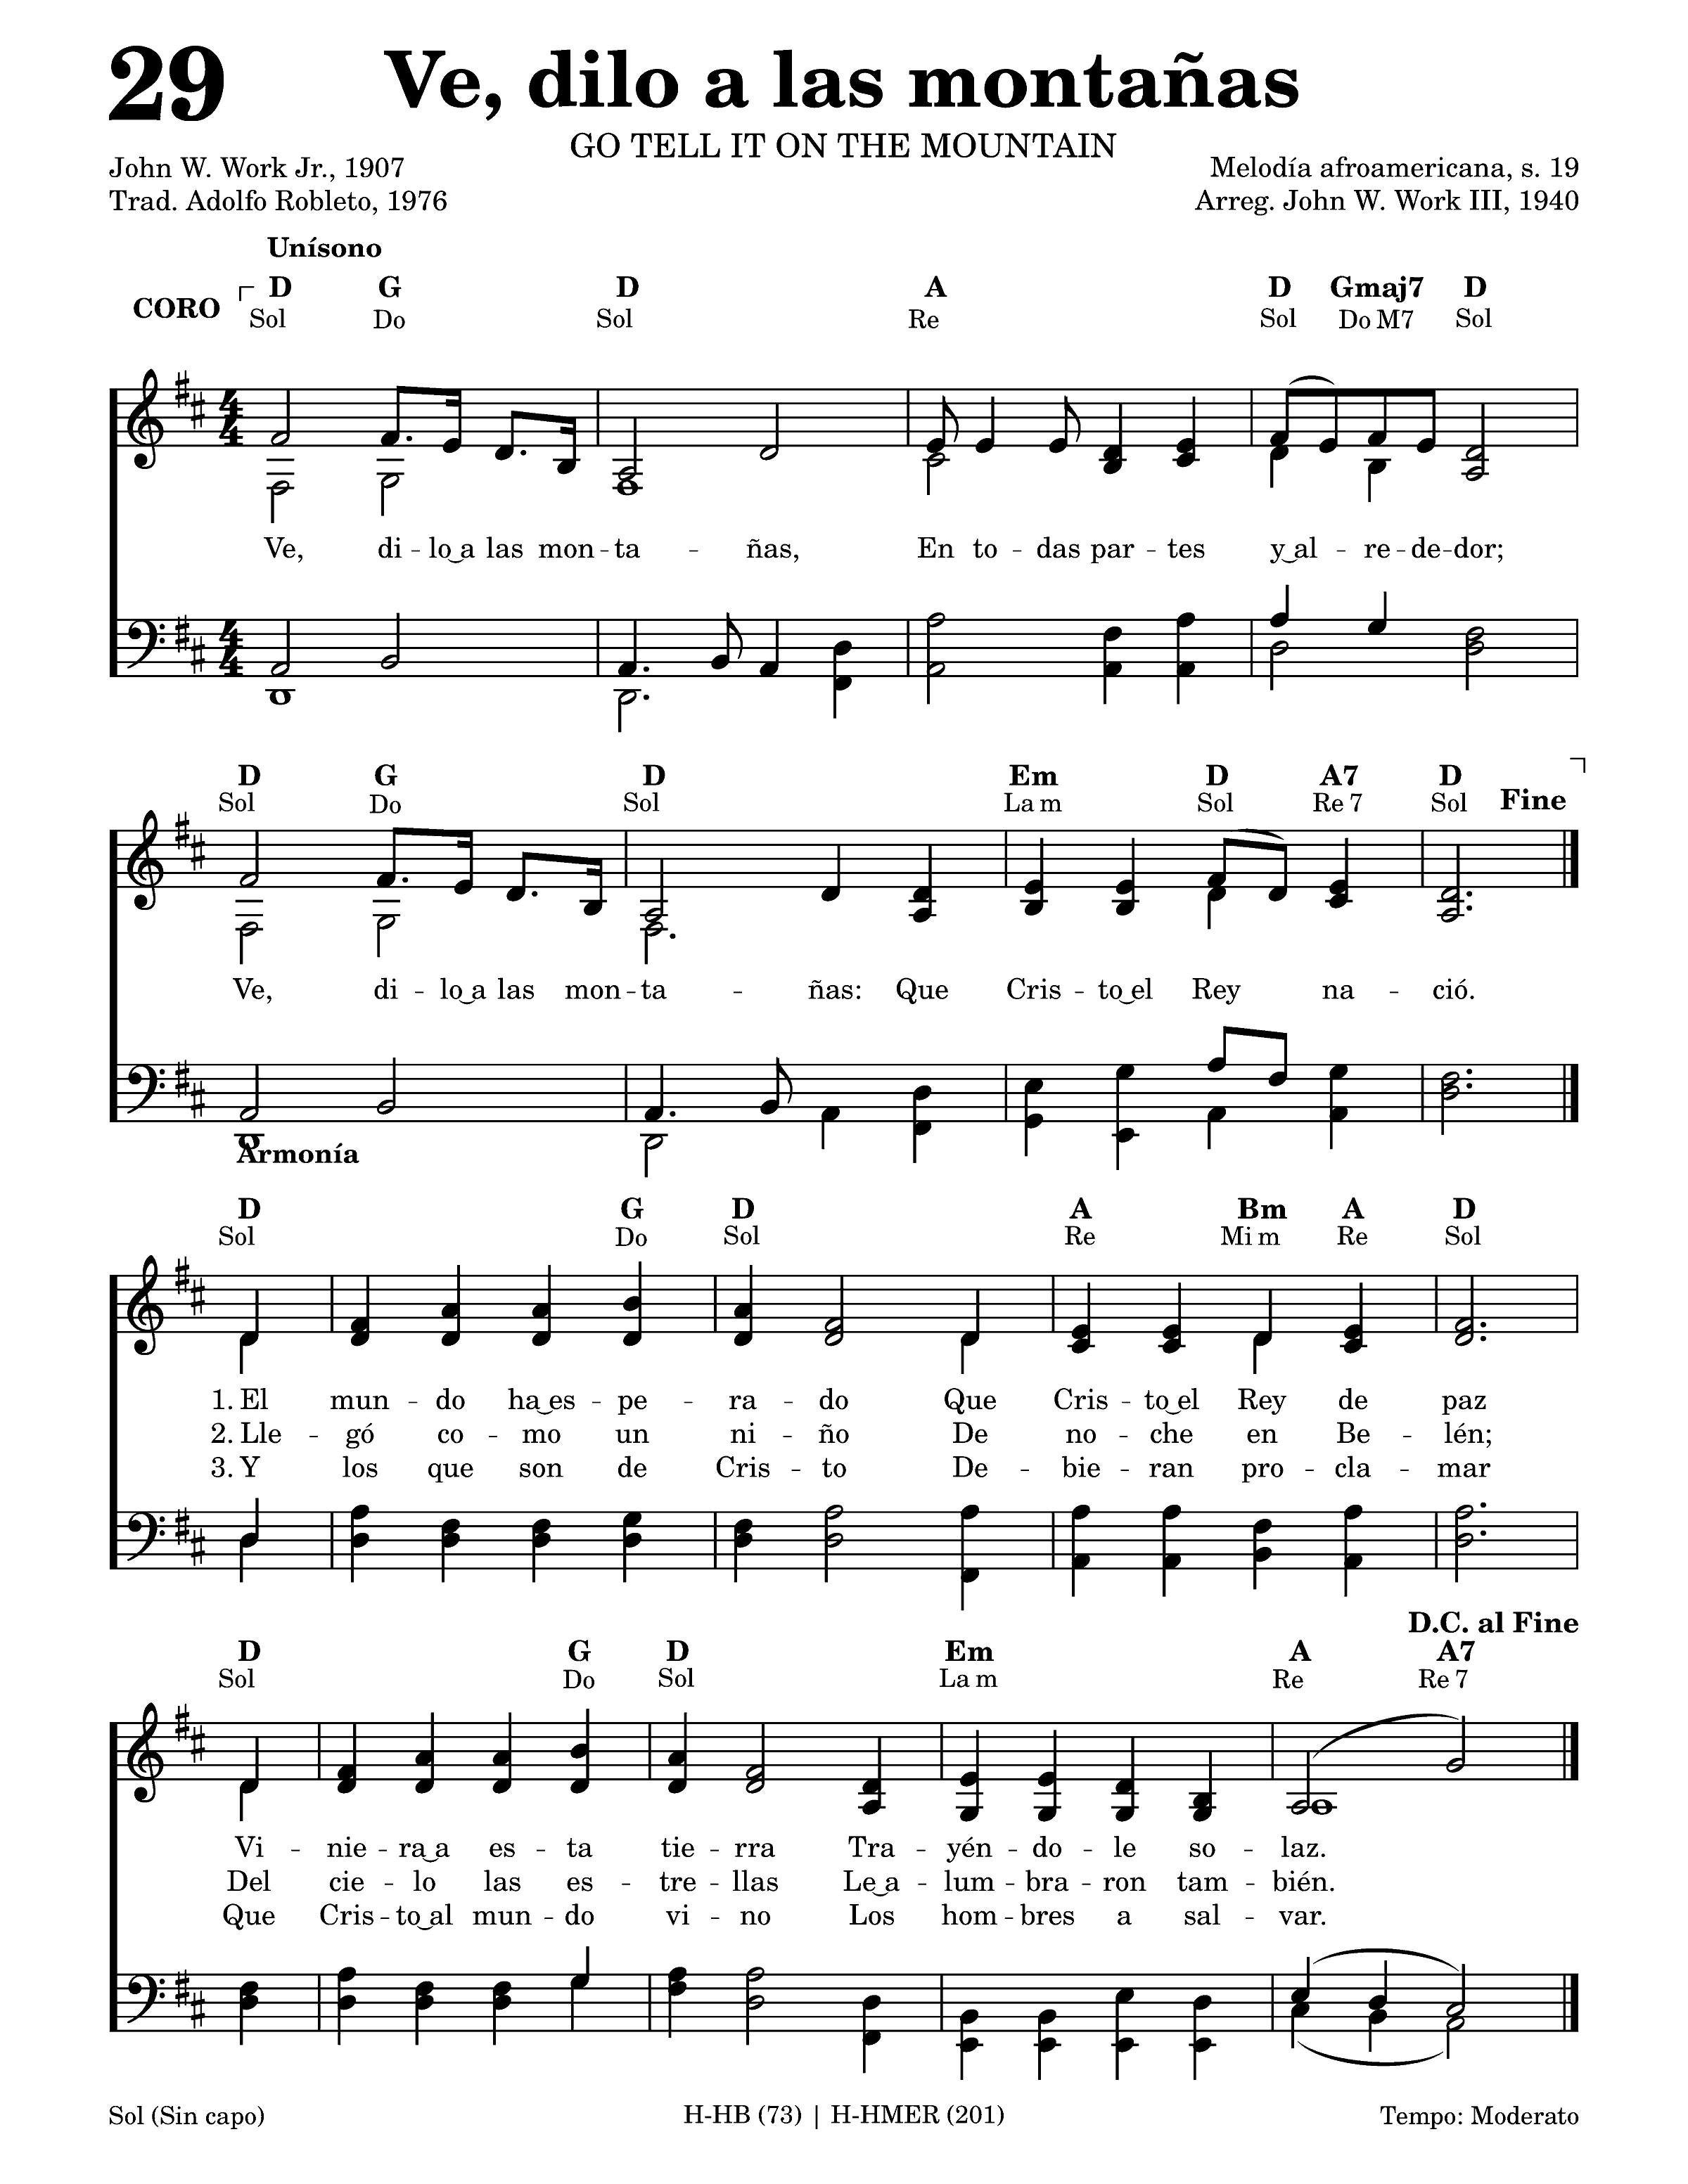 29 Ve, dilo a las montañas
GO TELL IT ON THE MOUNTAIN
John W. Work Jr., 1907 Melodía afroamericana, s. 19
Trad. Adolfo Robleto, 1976 Arreg. John W. Work III, 1940
Unísono
D G D A D Gmaj7 D
CORO
Sol Do Sol Re Sol Do M7 Sol
4 4
Ve, di - lo‿a las mon - ta - ñas, En to - das par - tes y‿al - re - de - dor;
4 4
D G D Em D A7 D
Sol Do Sol La m Sol Re 7 Sol Fine
Ve, di - lo‿a las mon - ta - ñas: Que Cris - to‿el Rey na - ció.
Armonía
D G D A Bm A D
Sol Do Sol Re Mi m Re Sol
1. El mun - do ha‿es - pe - ra - do Que Cris - to‿el Rey de paz
2. Lle - gó co - mo un ni - ño De no - che en Be - lén;
3. Y los que son de Cris - to De - bie - ran pro - cla - mar
D.C. al Fine
D G D Em A A7
Sol Do Sol La m Re Re 7
Vi - nie - ra‿a es - ta tie - rra Tra - yén - do - le so - laz.
Del cie - lo las es - tre - llas Le‿a - lum - bra - ron tam - bién.
Que Cris - to‿al mun - do vi - no Los hom - bres a sal - var.
Sol (Sin capo) H-HB (73) | H-HMER (201) Tempo: Moderato